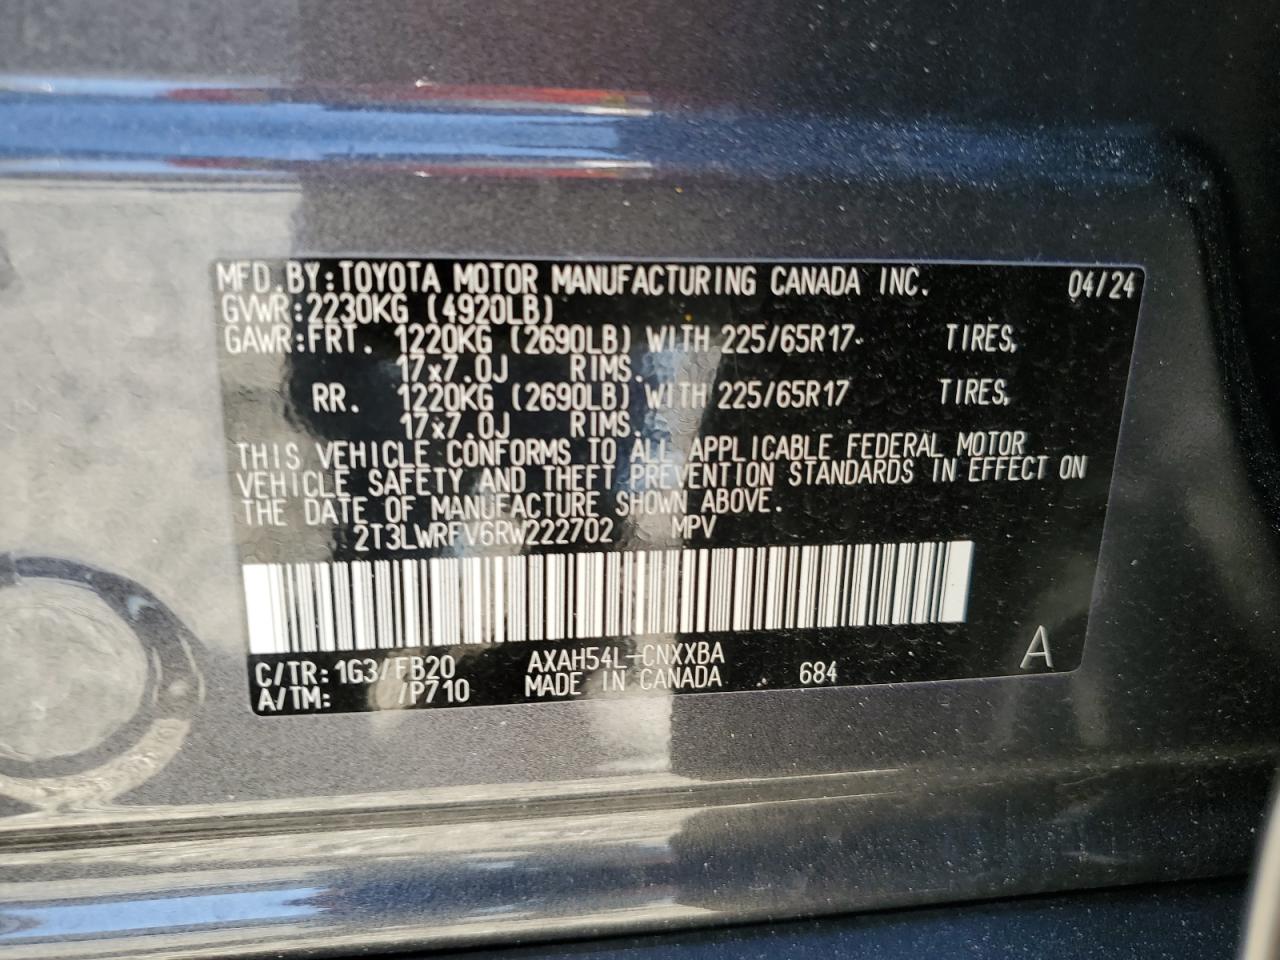 MFD.BY:TOYOTA MOTOR MANUFACTURING CANADA INC. 04/24
GVWR:2230KG (4920LB)
GAWR:FRT. 1220KG (2690LB) WITH 225/65R17 TIRES,
17x7.0J RIMS.
RR. 1220KG (2690LB) WITH 225/65R17 TIRES,
17x7.0J RIMS.
THIS VEHICLE CONFORMS TO ALL APPLICABLE FEDERAL MOTOR
VEHICLE SAFETY AND THEFT PREVENTION STANDARDS IN EFFECT ON
THE DATE OF MANUFACTURE SHOWN ABOVE.
2T3LWRFV6RW222702 MPV
C/TR:1G3/FB20 AXAH54L-CNXXBA 684 A
A/TM: /P710 MADE IN CANADA